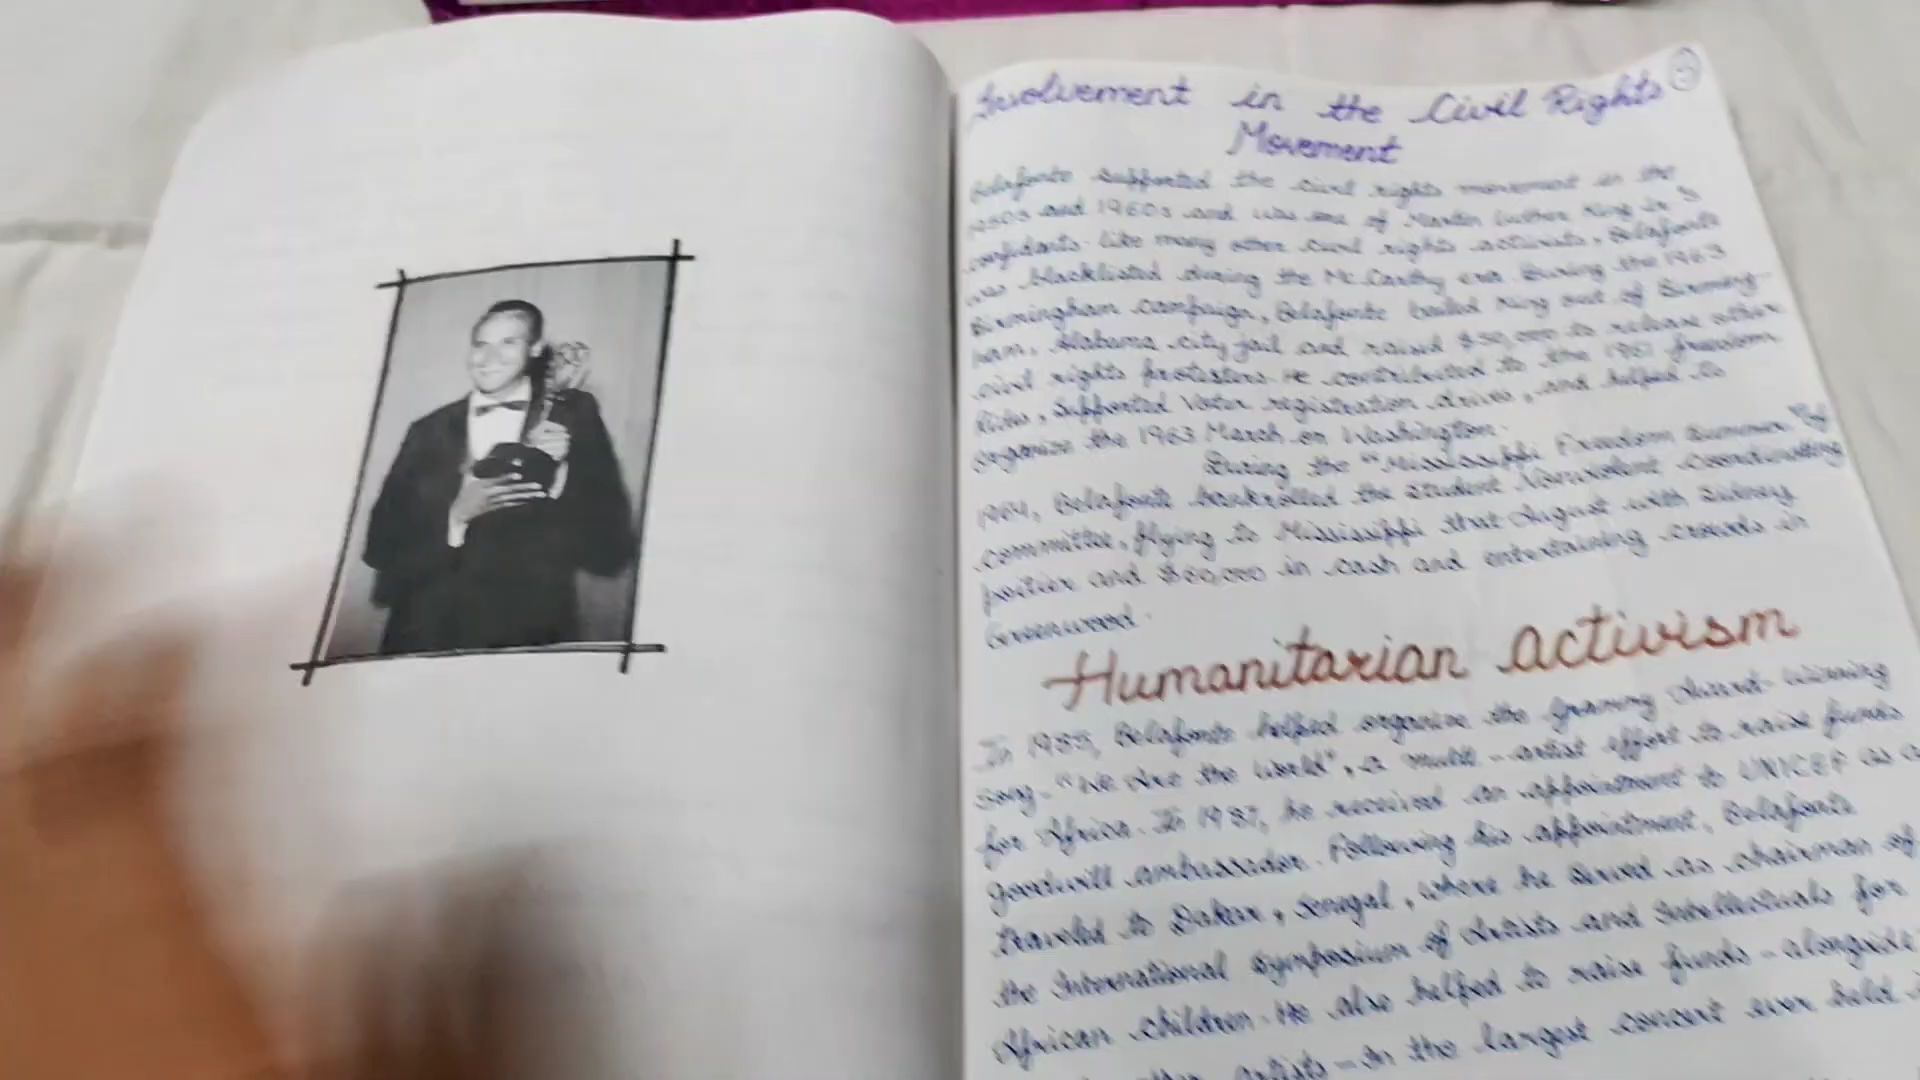 Involvement in the Civil Rights
Movement
Belafonte supported the civil rights movement in the
1950s and 1960s and was one of Martin Luther King Jr's
confidants. Like many other civil rights activists, Belafonte
was blacklisted during the McCarthy era. During the 1963
Birmingham campaign, Belafonte bailed King out of Birming-
ham, Alabama city jail and raised $50,000 to release other
civil rights protesters. He contributed to the 1961 Freedom
Rides, supported Voter registration drives, and helped to
organise the 1963 March on Washington.
During the "Mississippi Freedom Summer" of
1964, Belafonte bankrolled the Student Nonviolent Coordinating
Committee, flying to Mississippi that August with Sidney
Poitier and $60,000 in cash and entertaining crowds in
Greenwood.
Humanitarian activism
In 1985, Belafonte helped organise the Grammy Award-winning
song "We Are the World", a multi-artist effort to raise funds
for Africa. In 1987, he received an appointment to UNICEF as a
goodwill ambassador. Following his appointment, Belafonte
traveled to Dakar, Senegal, where he served as chairman of
the International Symposium of Artists and Intellectuals for
African children. He also helped to raise funds - alongside
other artists - in the largest concert ever held